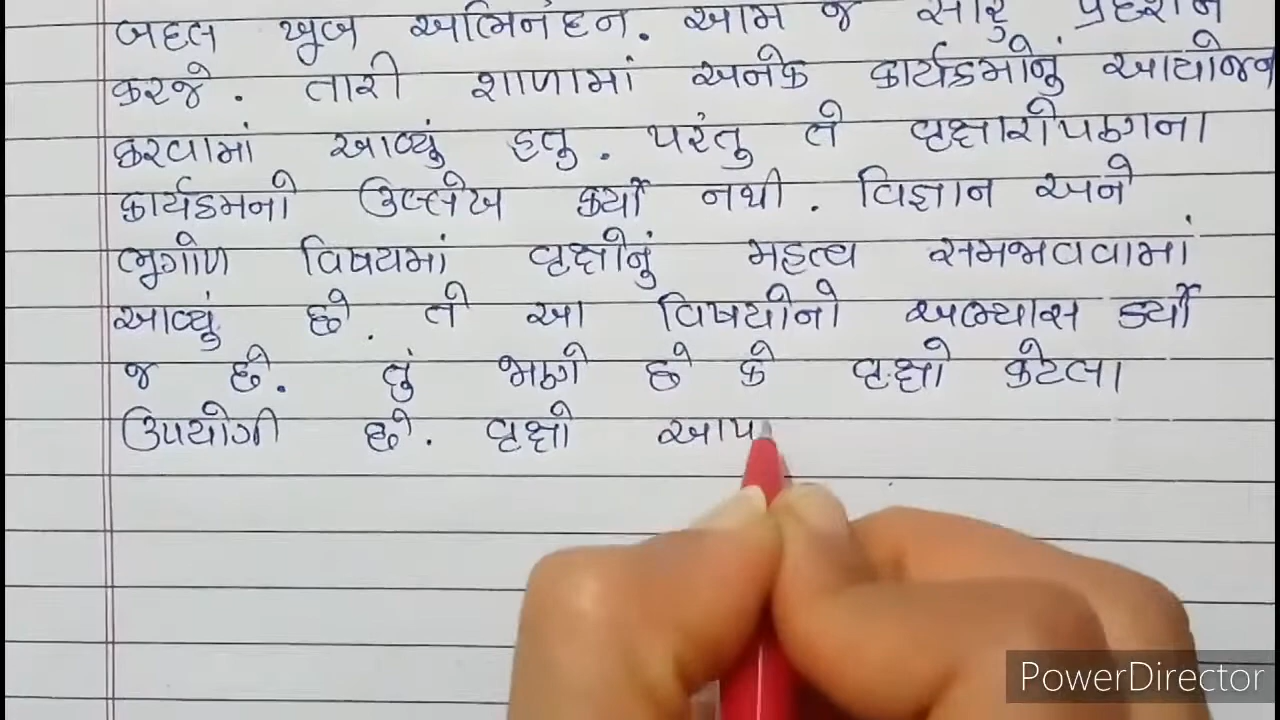 બદલ ખૂબ અભિનંદન. આમ જ સારુ પ્રદર્શન
કરજે. તારી શાળામાં અનેક કાર્યક્રમોનું આયોજન
કરવામાં આવ્યું હતુ. પરંતુ તે વૃક્ષારોપણના
કાર્યક્રમનો ઉલ્લેખ કર્યો નથી. વિજ્ઞાન અને
ભૂગોળ વિષયમાં વૃક્ષોનું મહત્વ સમજાવવામાં
આવ્યું છે. તે આ વિષયોનો અભ્યાસ કર્યો
જ છે. તું જાણે છે કે વૃક્ષો કેટલા
ઉપયોગી છે. વૃક્ષો આપ
PowerDirector